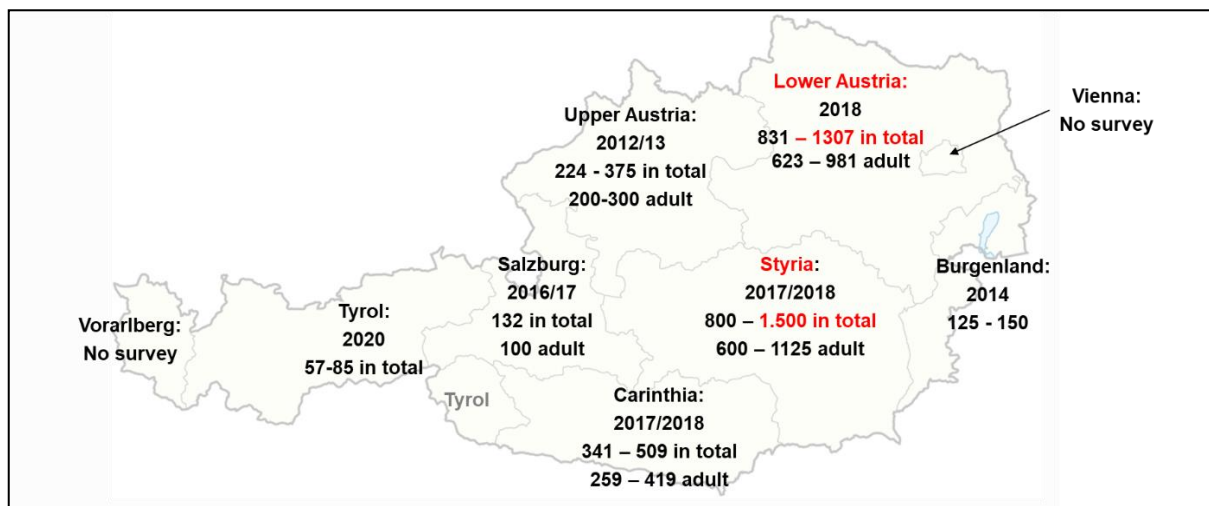 Lower Austria:
2018
831 – 1307 in total
623 – 981 adult
Vienna:
No survey
Upper Austria:
2012/13
224 - 375 in total
200-300 adult
Salzburg:
2016/17
132 in total
100 adult
Styria:
2017/2018
800 – 1.500 in total
600 – 1125 adult
Burgenland:
2014
125 - 150
Vorarlberg:
No survey
Tyrol:
2020
57-85 in total
Tyrol
Carinthia:
2017/2018
341 – 509 in total
259 – 419 adult